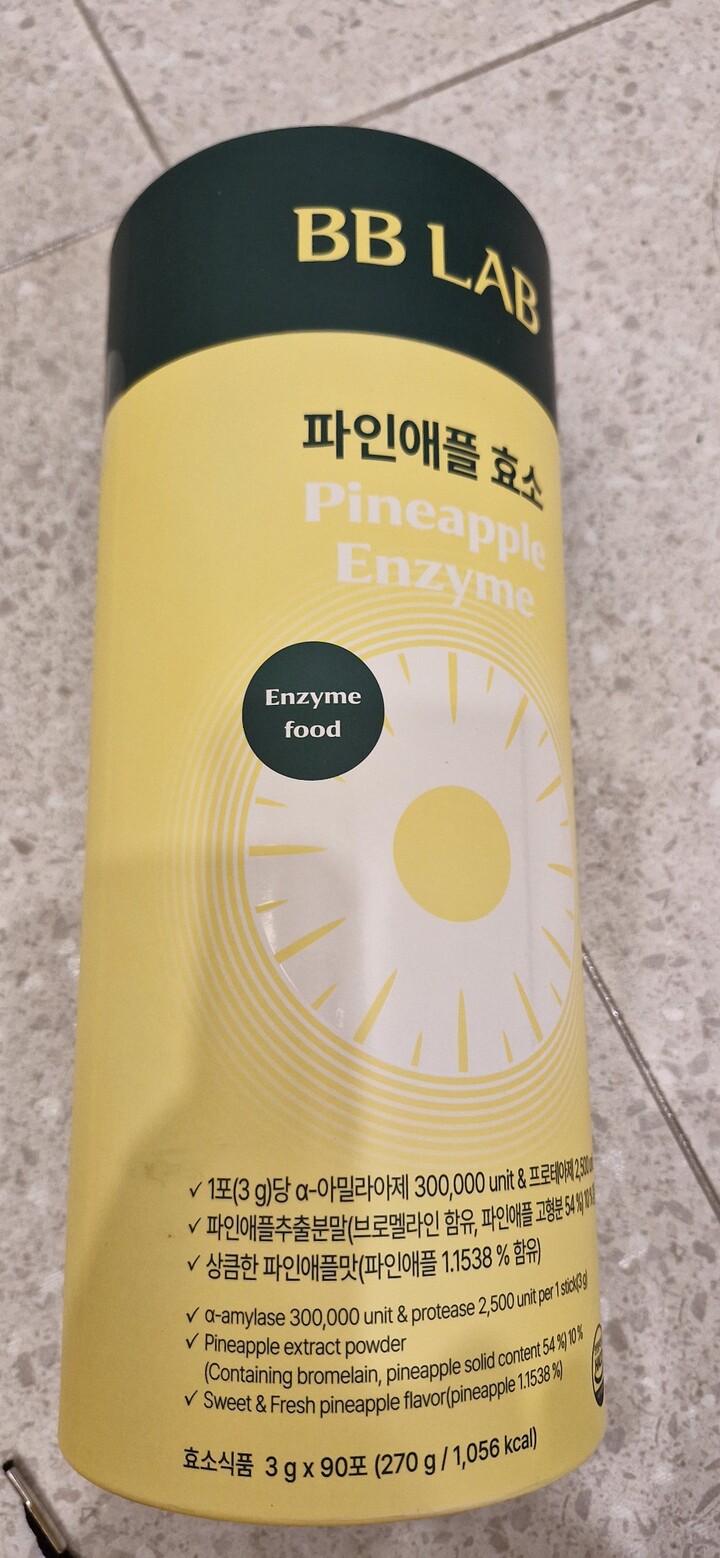 BB LAB
파인애플 효소
Pineapple
Enzyme
Enzyme
food
✓ 1포(3 g)당 α-아밀라아제 300,000 unit & 프로테아제 2,500
✓ 파인애플추출분말(브로멜라인 함유, 파인애플 고형분 54 %) 10 %
✓ 상큼한 파인애플맛(파인애플 1.1538 % 함유)
✓ α-amylase 300,000 unit & protease 2,500 unit per 1 stick(3 g)
✓ Pineapple extract powder
(Containing bromelain, pineapple solid content 54 %) 10 %
✓ Sweet & Fresh pineapple flavor(pineapple 1.1538 %)
효소식품 3 g x 90포 (270 g / 1,056 kcal)